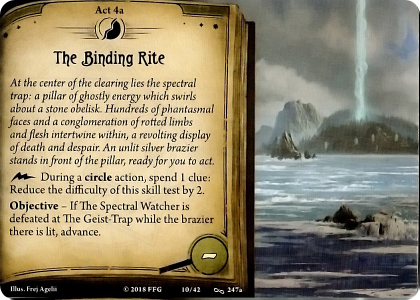 Act 4a
The Binding Rite
At the center of the clearing lies the spectral
trap: a pillar of ghostly energy which swirls
about a stone obelisk. Hundreds of phantasmal
faces and a conglomeration of rotted limbs
and flesh intertwine within, a revolting display
of death and despair. An unlit silver brazier
stands in front of the pillar, ready for you to act.
During a circle action, spend 1 clue:
Reduce the difficulty of this skill test by 2.
Objective – If The Spectral Watcher is
defeated at The Geist-Trap while the brazier
there is lit, advance.
Illus. Frej Agelii
© 2018 FFG
10/42
247a